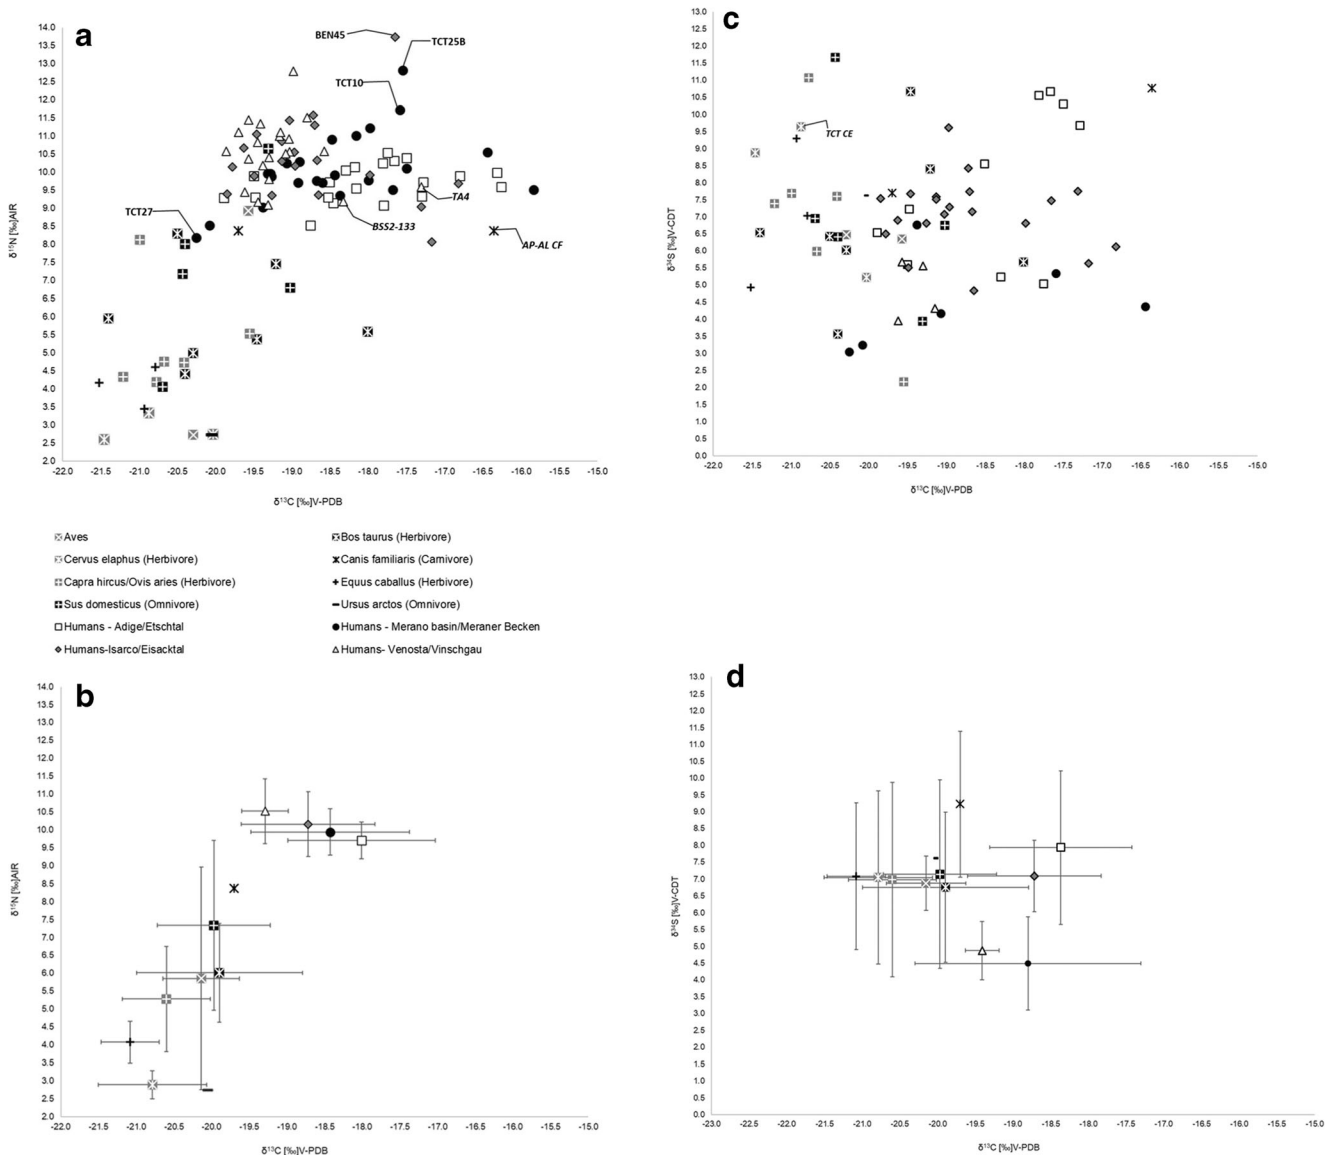 a
14.0
13.5
13.0
12.5
12.0
11.5
11.0
10.5
10.0
9.5
9.0
8.5
8.0
7.5
7.0
6.5
6.0
5.5
5.0
4.5
4.0
3.5
3.0
2.5
2.0
δ¹⁵N [‰]AIR
BEN45
TCT25B
TCT10
TCT27
TA4
BSS2-133
AP-AL CF
-22.0 -21.5 -21.0 -20.5 -20.0 -19.5 -19.0 -18.5 -18.0 -17.5 -17.0 -16.5 -16.0 -15.5 -15.0
δ¹³C [‰]V-PDB
c
13.0
12.5
12.0
11.5
11.0
10.5
10.0
9.5
9.0
8.5
8.0
7.5
7.0
6.5
6.0
5.5
5.0
4.5
4.0
3.5
3.0
2.5
2.0
1.5
1.0
0.5
0.0
δ³⁴S [‰]V-CDT
TCT CE
-22.0 -21.5 -21.0 -20.5 -20.0 -19.5 -19.0 -18.5 -18.0 -17.5 -17.0 -16.5 -16.0 -15.5 -15.0
δ¹³C [‰]V-PDB
Aves
Bos taurus (Herbivore)
Cervus elaphus (Herbivore)
Canis familiaris (Carnivore)
Capra hircus/Ovis aries (Herbivore)
Equus caballus (Herbivore)
Sus domesticus (Omnivore)
Ursus arctos (Omnivore)
Humans - Adige/Etschtal
Humans - Merano basin/Meraner Becken
Humans-Isarco/Eisacktal
Humans- Venosta/Vinschgau
b
14.0
13.5
13.0
12.5
12.0
11.5
11.0
10.5
10.0
9.5
9.0
8.5
8.0
7.5
7.0
6.5
6.0
5.5
5.0
4.5
4.0
3.5
3.0
2.5
2.0
δ¹⁵N [‰]AIR
-22.0 -21.5 -21.0 -20.5 -20.0 -19.5 -19.0 -18.5 -18.0 -17.5 -17.0 -16.5 -16.0 -15.5 -15.0
δ¹³C [‰]V-PDB
d
13.0
12.5
12.0
11.5
11.0
10.5
10.0
9.5
9.0
8.5
8.0
7.5
7.0
6.5
6.0
5.5
5.0
4.5
4.0
3.5
3.0
2.5
2.0
1.5
1.0
0.5
0.0
δ³⁴S [‰]V-CDT
-23.0 -22.5 -22.0 -21.5 -21.0 -20.5 -20.0 -19.5 -19.0 -18.5 -18.0 -17.5 -17.0 -16.5 -16.0 -15.5 -15.0
δ¹³C [‰]V-PDB